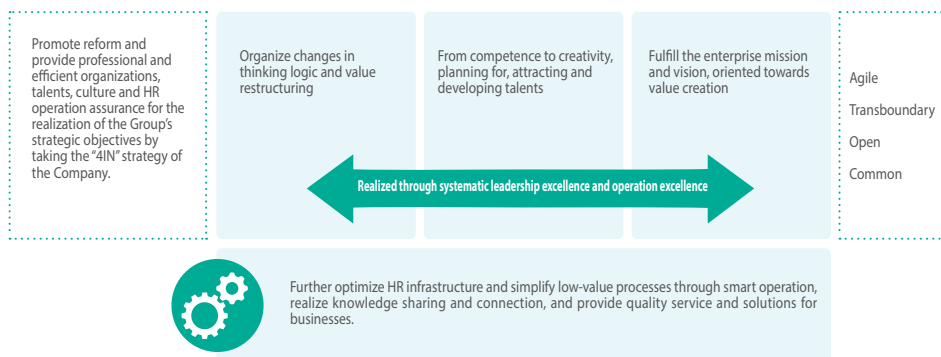 Promote reform and
provide professional and
efficient organizations,
talents, culture and HR
operation assurance for the
realization of the Group's
strategic objectives by
taking the “4IN” strategy of
the Company.
Organize changes in
thinking logic and value
restructuring
From competence to creativity,
planning for, attracting and
developing talents
Fulfill the enterprise mission
and vision, oriented towards
value creation
Realized through systematic leadership excellence and operation excellence
Agile
Transboundary
Open
Common
Further optimize HR infrastructure and simplify low-value processes through smart operation,
realize knowledge sharing and connection, and provide quality service and solutions for
businesses.